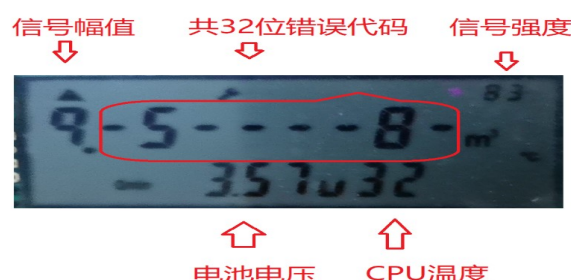 信号幅值 共32位错误代码 信号强度
83
9.-5----8- m³
℃
3.57u32
电池电压 CPU温度